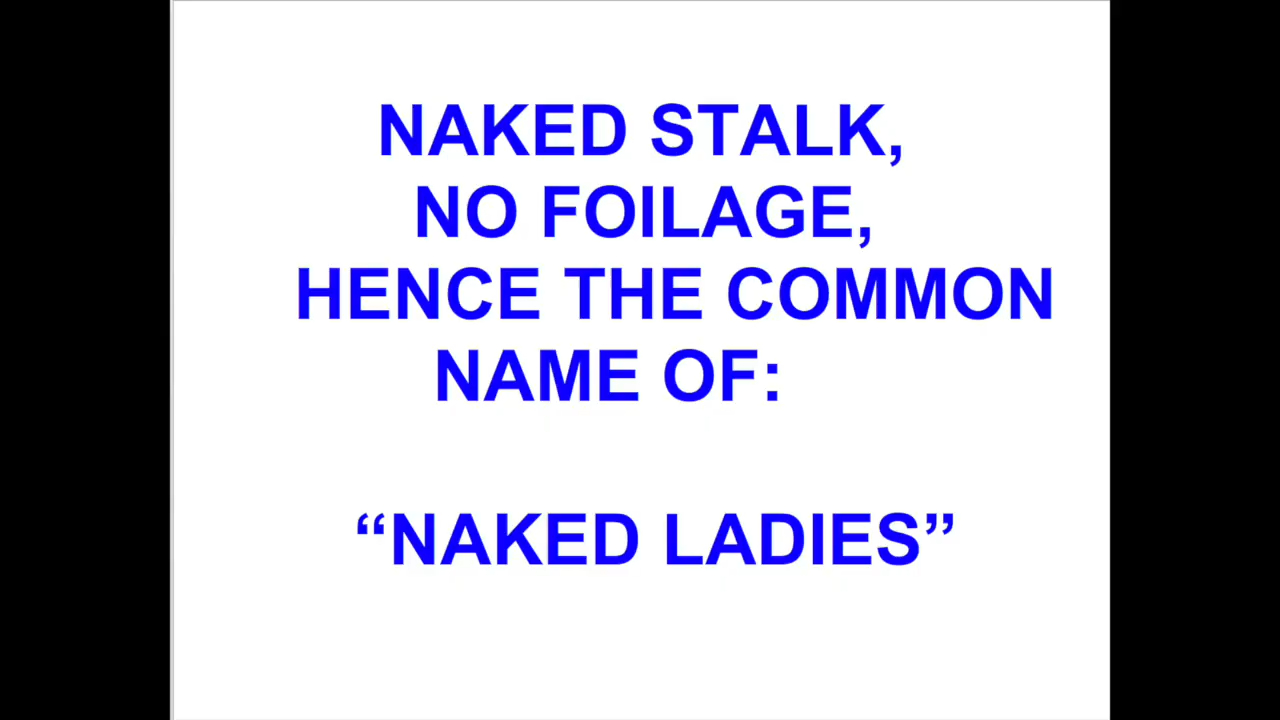 NAKED STALK,
NO FOILAGE,
HENCE THE COMMON
NAME OF:
“NAKED LADIES”